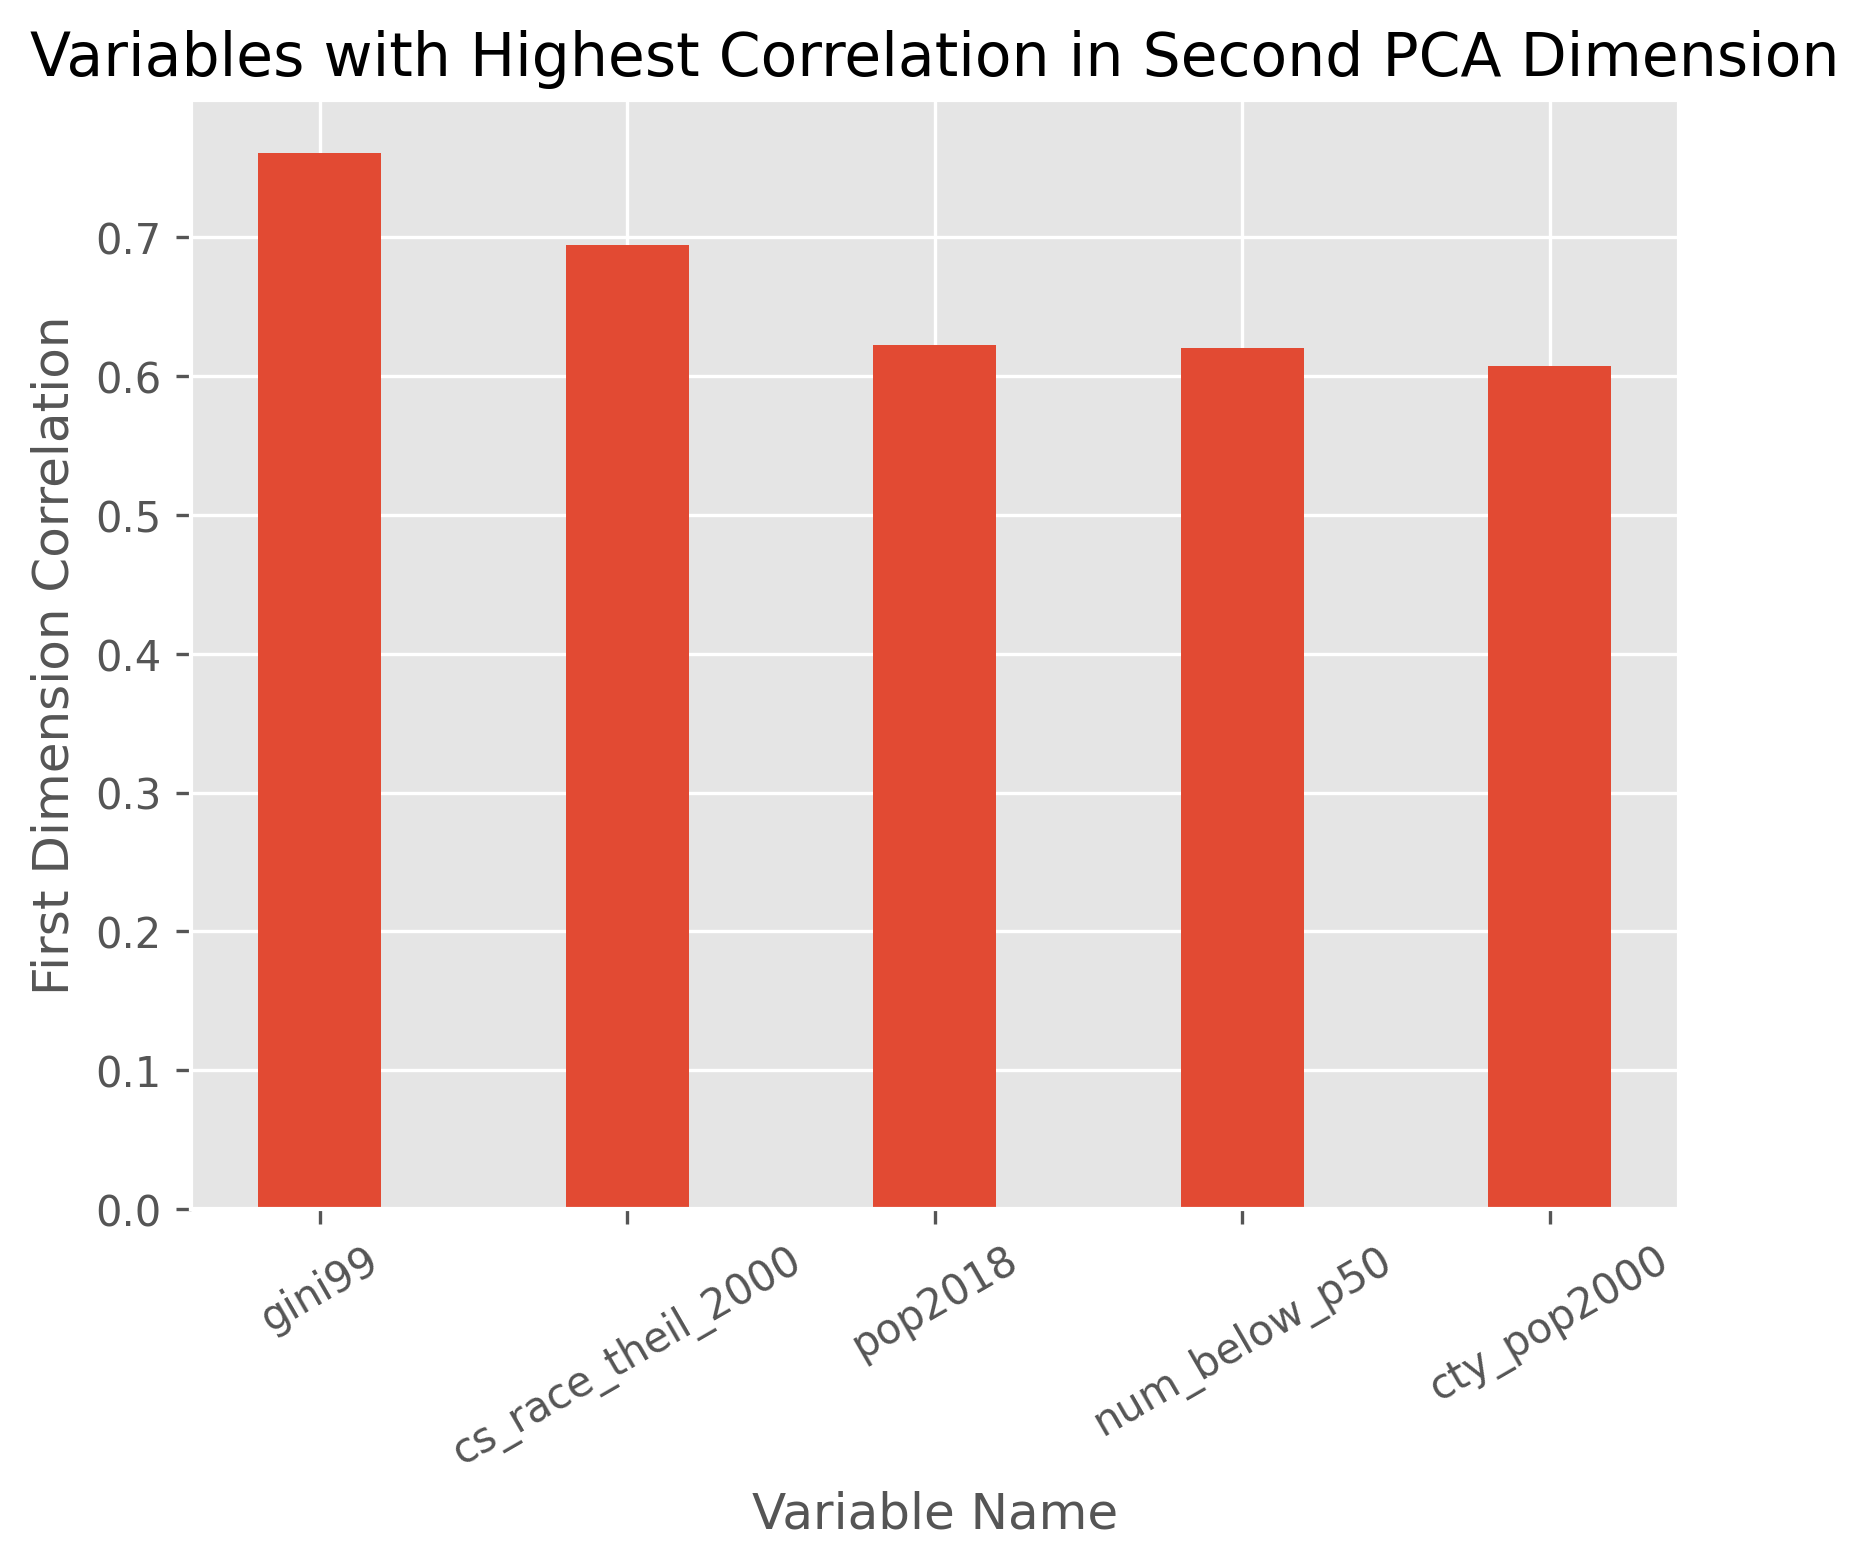 Variables with Highest Correlation in Second PCA Dimension
First Dimension Correlation
0.7
0.6
0.5
0.4
0.3
0.2
0.1
0.0
gini99
cs_race_theil_2000
pop2018
num_below_p50
cty_pop2000
Variable Name